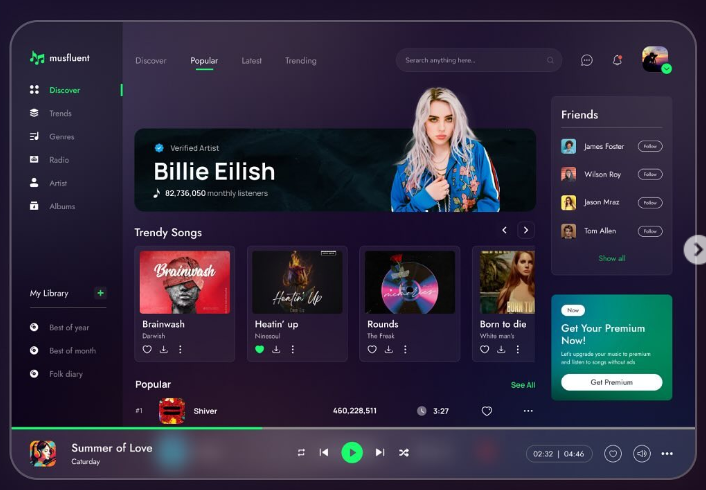 musfluent
Discover
Popular
Latest
Trending
Search anything here...
Discover
Trends
Genres
Radio
Artist
Albums
My Library
Best of year
Best of month
Folk diary
Verified Artist
Billie Eilish
82,736,050 monthly listeners
Trendy Songs
Brainwash
Brainwash
Derwish
Heatin' Up
Heatin' up
Ninosoul
memories
Rounds
The Freak
BORN TO
Born to die
White man's
Popular
See All
#1
Shiver
460,228,511
3:27
Friends
James Foster
Follow
Wilson Roy
Follow
Jason Mraz
Follow
Tom Allen
Follow
Show all
Now
Get Your Premium
Now!
Let's upgrade your music to premium
and listen to songs without ads
Get Premium
Summer of Love
Caturday
02:32 | 04:46